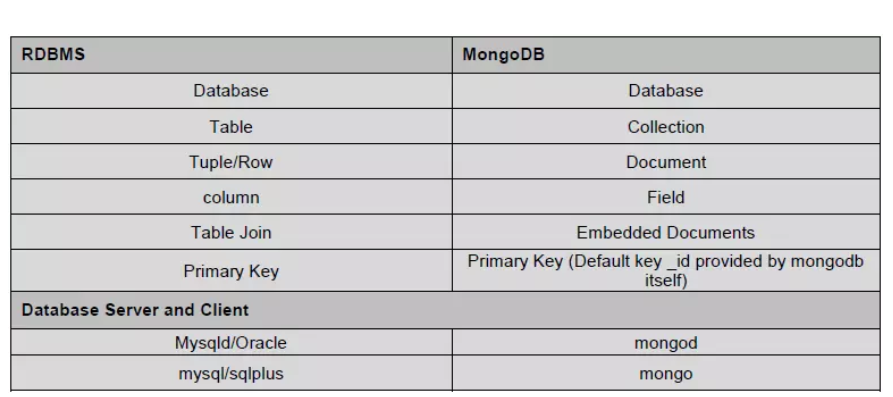 RDBMS MongoDB
Database Database
Table Collection
Tuple/Row Document
column Field
Table Join Embedded Documents
Primary Key Primary Key (Default key _id provided by mongodb
itself)
Database Server and Client
Mysqld/Oracle mongod
mysql/sqlplus mongo